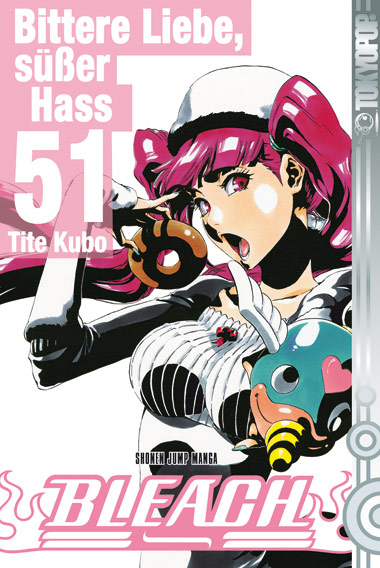 Bittere Liebe,
süßer
Hass
51
Tite Kubo
TOKYOPOP®
SHONEN JUMP MANGA
BLEACH